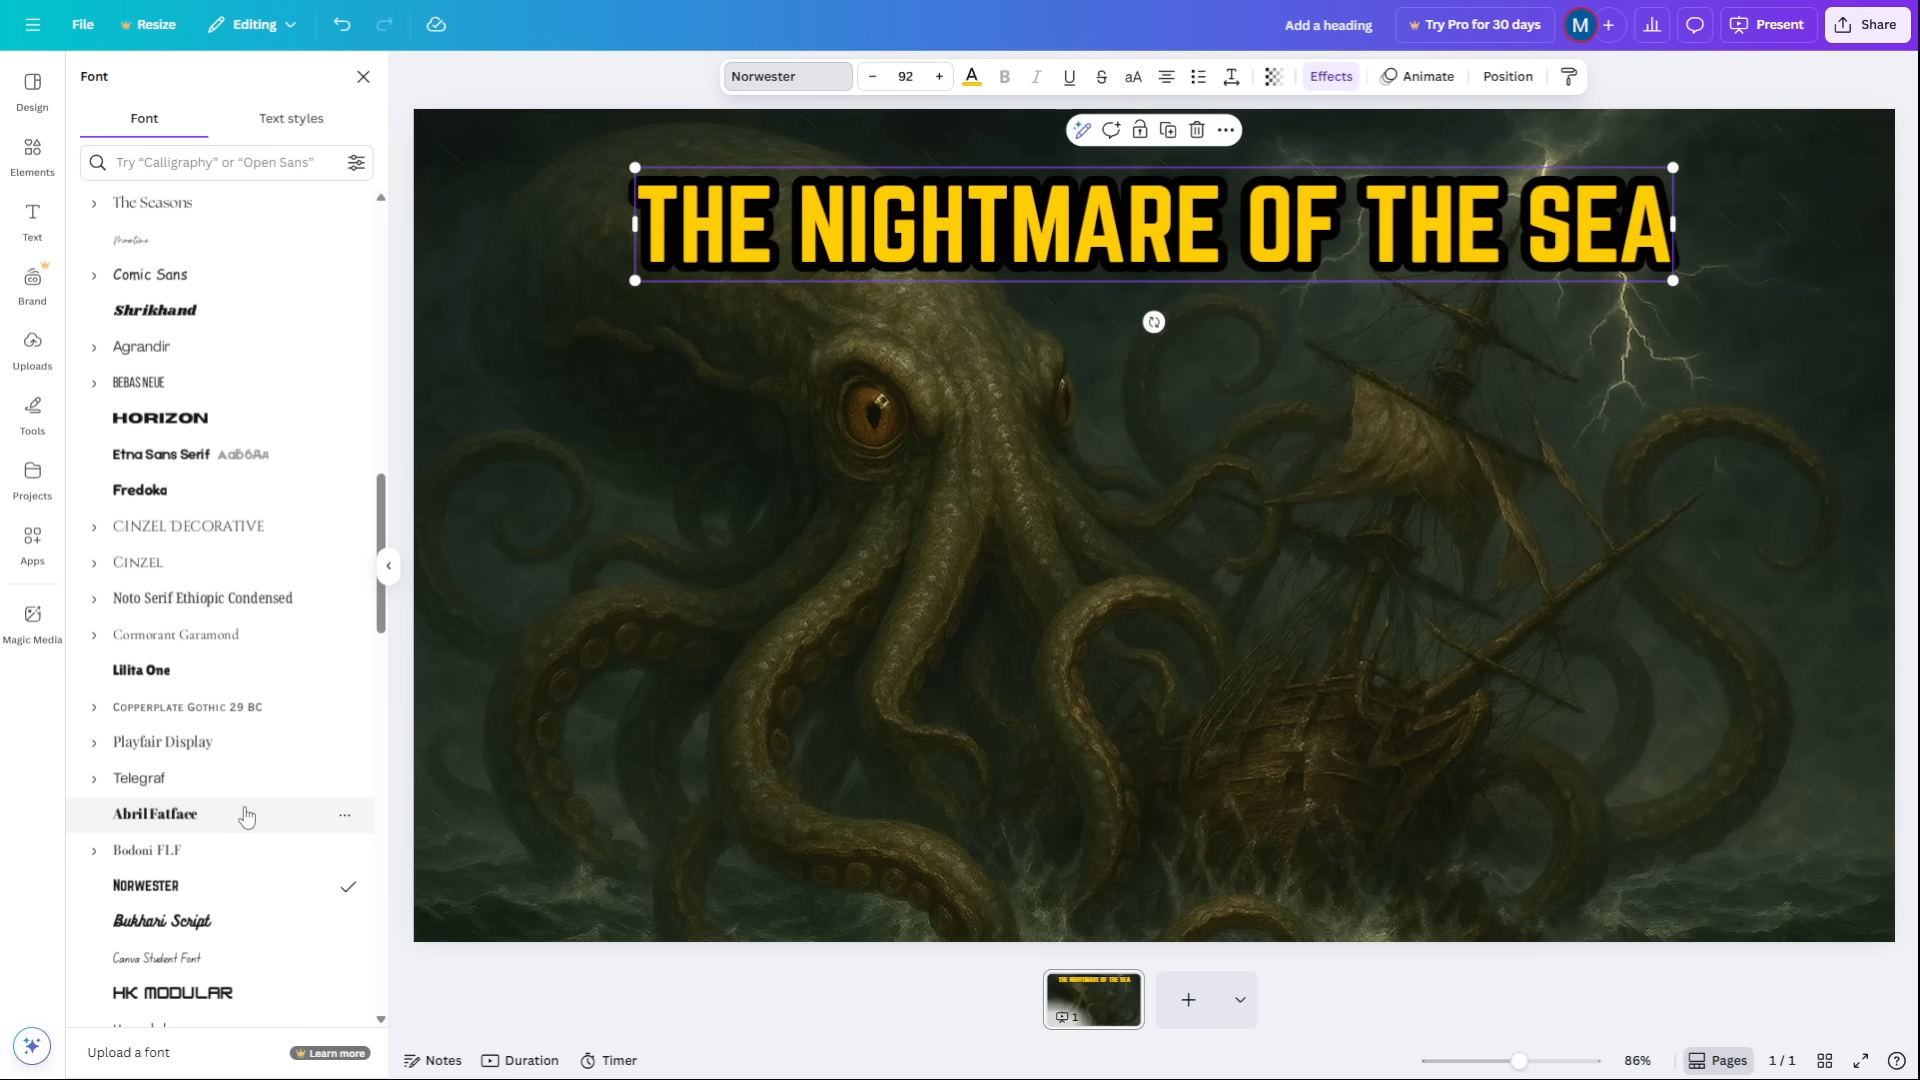 File
Resize
Editing
Add a heading
Try Pro for 30 days
M
Present
Share
Font
Norwester
92
A
B
I
U
S
aA
Effects
Animate
Position
Design
Elements
Text
Brand
Uploads
Tools
Projects
Apps
Magic Media
Font
Text styles
Try “Calligraphy” or “Open Sans”
The Seasons
Comic Sans
Shrikhand
Agrandir
BEBAS NEUE
HORIZON
Etna Sans Serif
Fredoka
CINZEL DECORATIVE
CINZEL
Noto Serif Ethiopic Condensed
Cormorant Garamond
Lilita One
COPPERPLATE GOTHIC 29 BC
Playfair Display
Telegraf
Abril Fatface
Bodoni FLF
NORWESTER
Bukhari Script
Canva Student Font
HK MODULAR
Upload a font
Learn more
THE NIGHTMARE OF THE SEA
THE NIGHTMARE OF THE SEA
1
Notes
Duration
Timer
86%
Pages
1 / 1